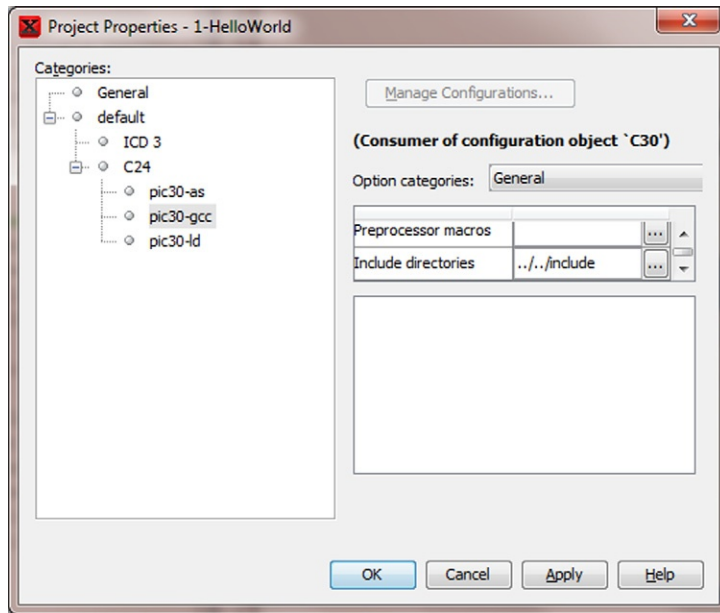 Project Properties - 1-HelloWorld
Categories:
General
default
ICD 3
C24
pic30-as
pic30-gcc
pic30-ld
Manage Configurations...
(Consumer of configuration object `C30')
Option categories: General
Preprocessor macros ...
Include directories ../../include ...
OK Cancel Apply Help